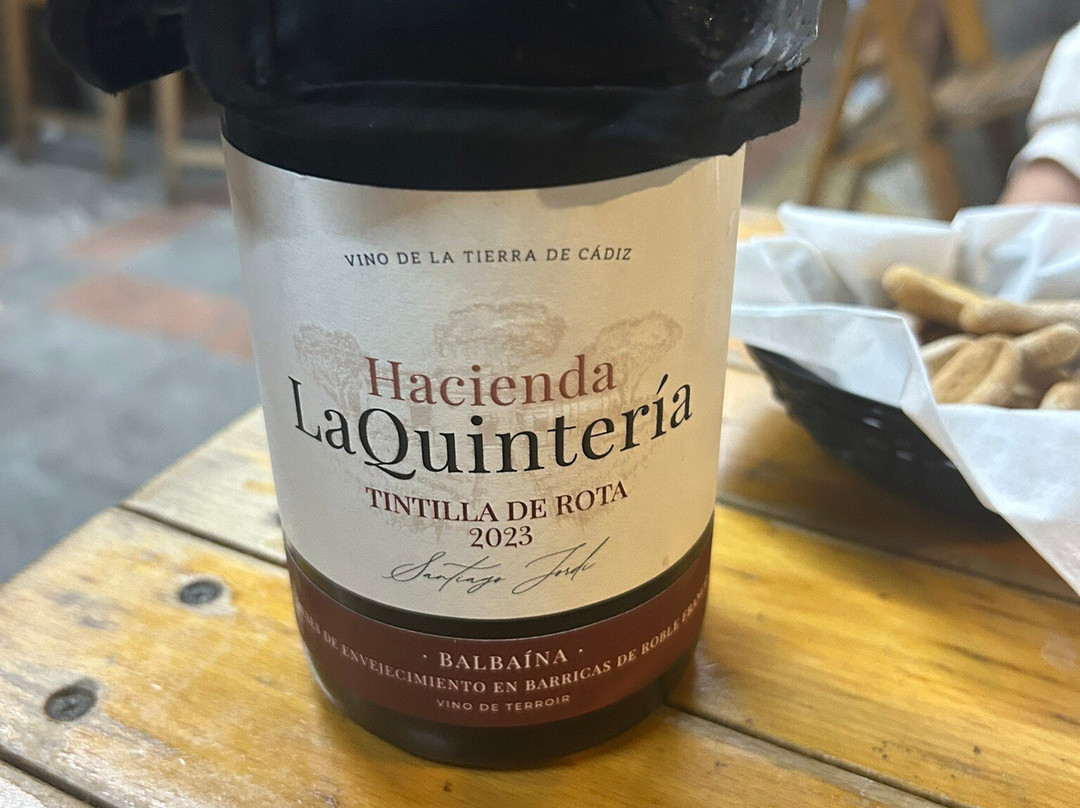 VINO DE LA TIERRA DE CÁDIZ
Hacienda
LaQuintería
TINTILLA DE ROTA
2023
Santiago Jordi
· BALBAÍNA ·
DE ENVEJECIMIENTO EN BARRICAS DE ROBLE
VINO DE TERROIR